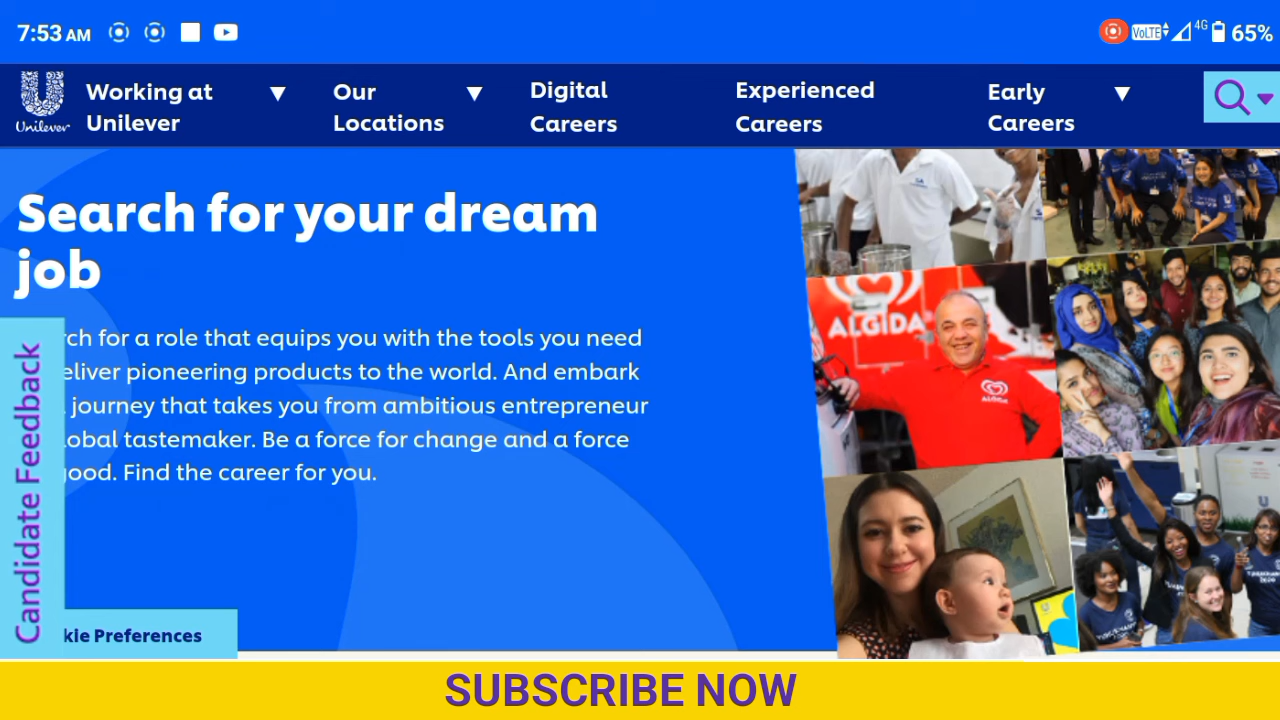 7:53 AM
VoLTE 4G 65%
Unilever
Working at
Unilever
Our
Locations
Digital
Careers
Experienced
Careers
Early
Careers
Search for your dream
job
rch for a role that equips you with the tools you need
eliver pioneering products to the world. And embark
journey that takes you from ambitious entrepreneur
lobal tastemaker. Be a force for change and a force
good. Find the career for you.
Candidate Feedback
kie Preferences
ALGIDA
ALGIDA
SUBSCRIBE NOW